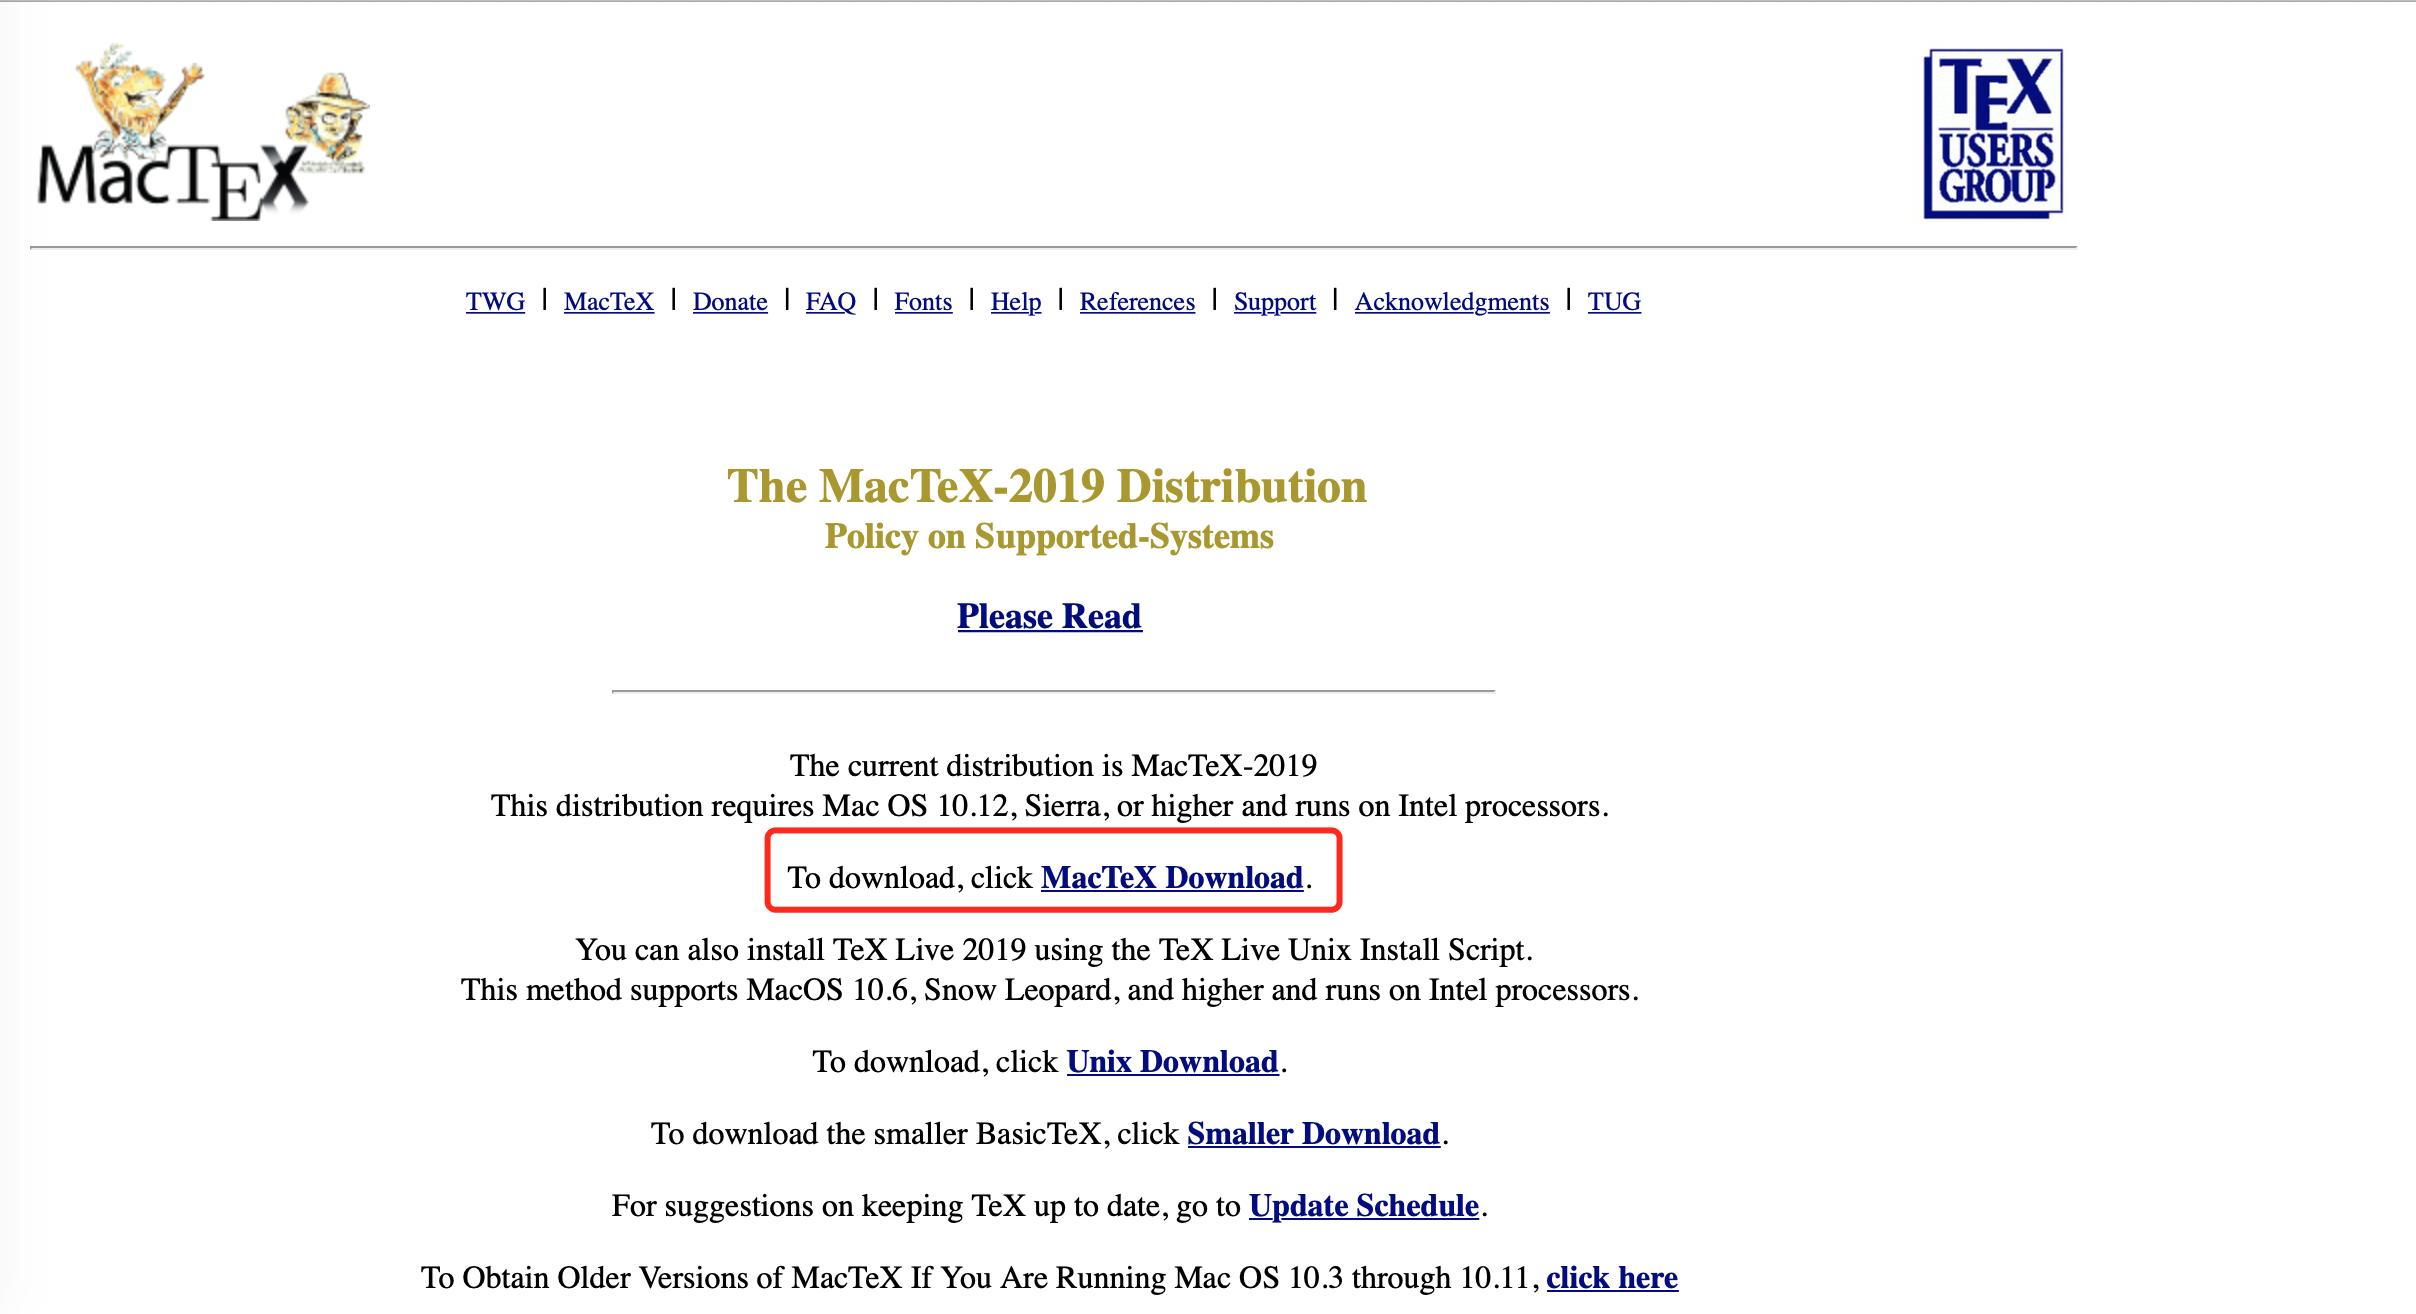 MacTEX
TEX
USERS
GROUP
TWG | MacTeX | Donate | FAQ | Fonts | Help | References | Support | Acknowledgments | TUG
The MacTeX-2019 Distribution
Policy on Supported-Systems
Please Read
The current distribution is MacTeX-2019
This distribution requires Mac OS 10.12, Sierra, or higher and runs on Intel processors.
To download, click MacTeX Download.
You can also install TeX Live 2019 using the TeX Live Unix Install Script.
This method supports MacOS 10.6, Snow Leopard, and higher and runs on Intel processors.
To download, click Unix Download.
To download the smaller BasicTeX, click Smaller Download.
For suggestions on keeping TeX up to date, go to Update Schedule.
To Obtain Older Versions of MacTeX If You Are Running Mac OS 10.3 through 10.11, click here